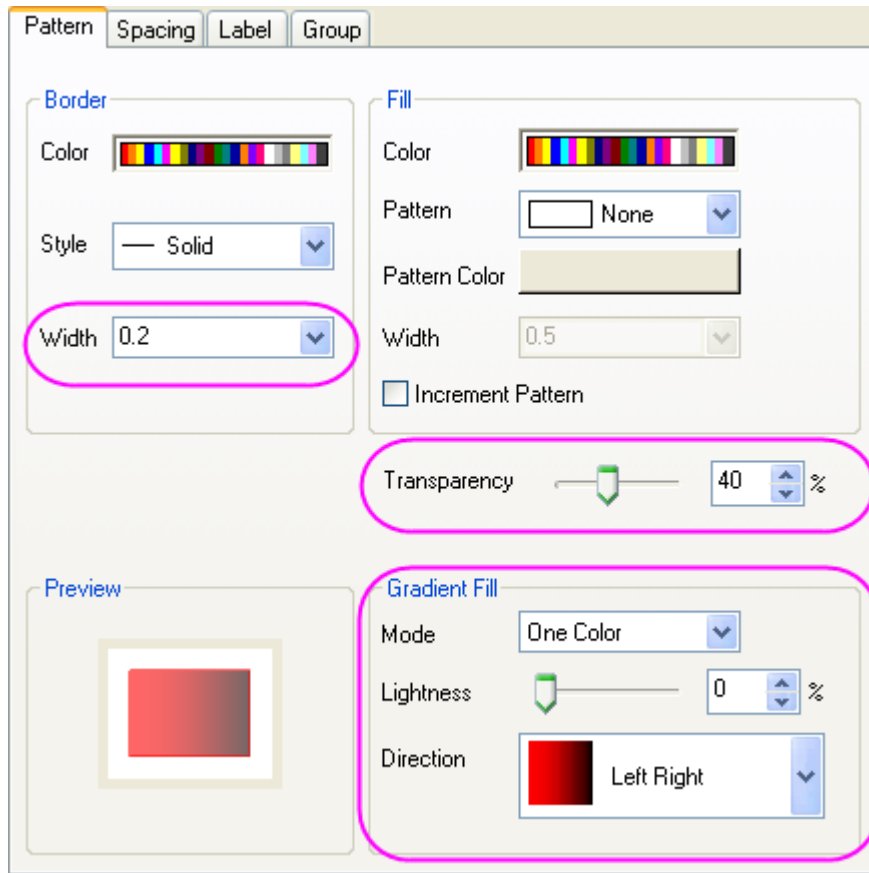 Pattern Spacing Label Group
Border
Color
Style Solid
Width 0.2
Fill
Color
Pattern None
Pattern Color
Width 0.5
Increment Pattern
Transparency 40 %
Preview
Gradient Fill
Mode One Color
Lightness 0 %
Direction Left Right